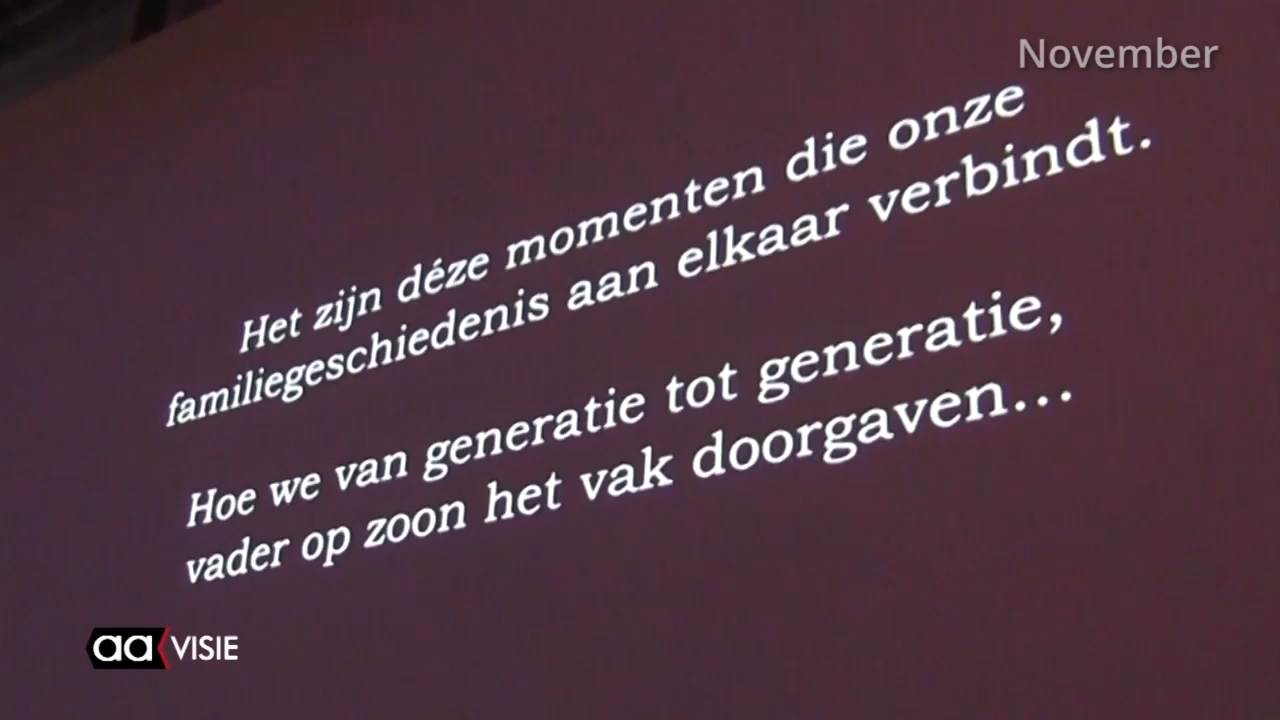 November
Het zijn déze momenten die onze
familiegeschiedenis aan elkaar verbindt.
Hoe we van generatie tot generatie,
vader op zoon het vak doorgaven...
aa VISIE